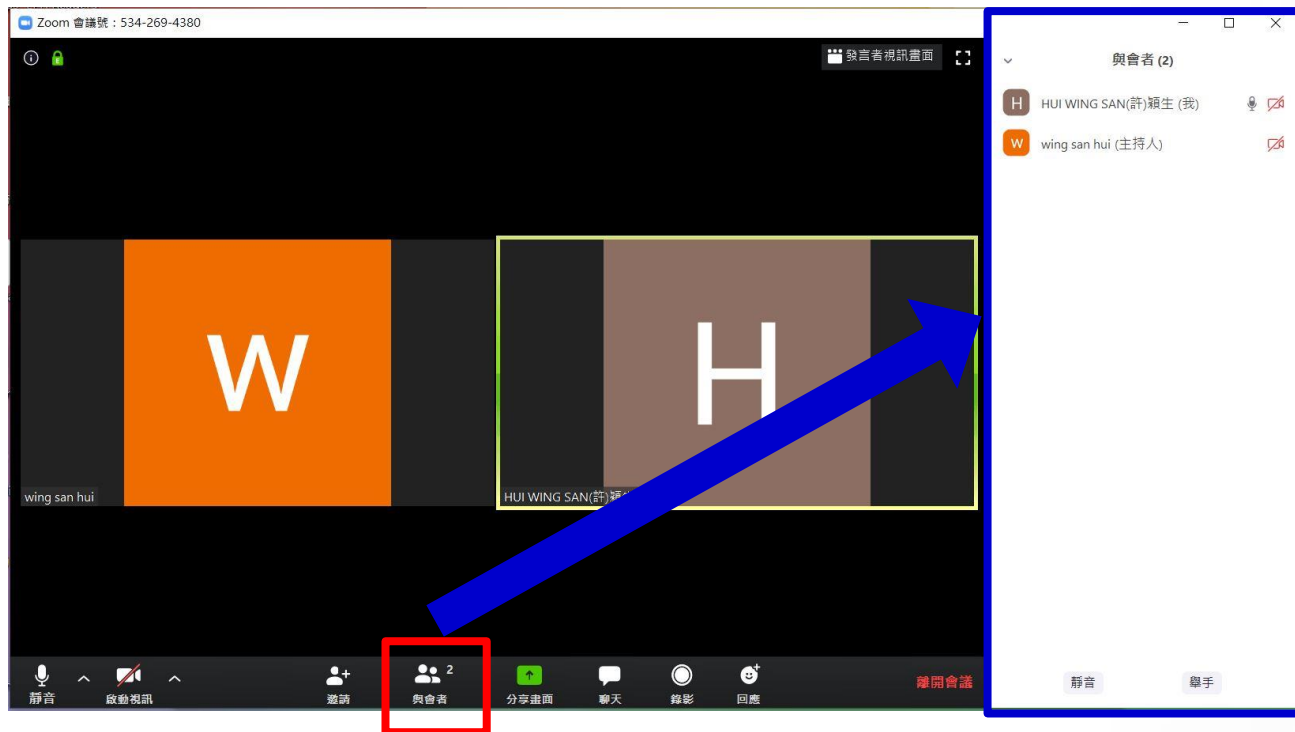 Zoom 會議號：534-269-4380
發言者視訊畫面
與會者 (2)
H HUI WING SAN(許)穎生 (我)
W wing san hui (主持人)
W
H
wing san hui
HUI WING SAN(許)穎
2
靜音
啟動視訊
邀請
與會者
分享畫面
聊天
錄影
回應
離開會議
靜音
舉手